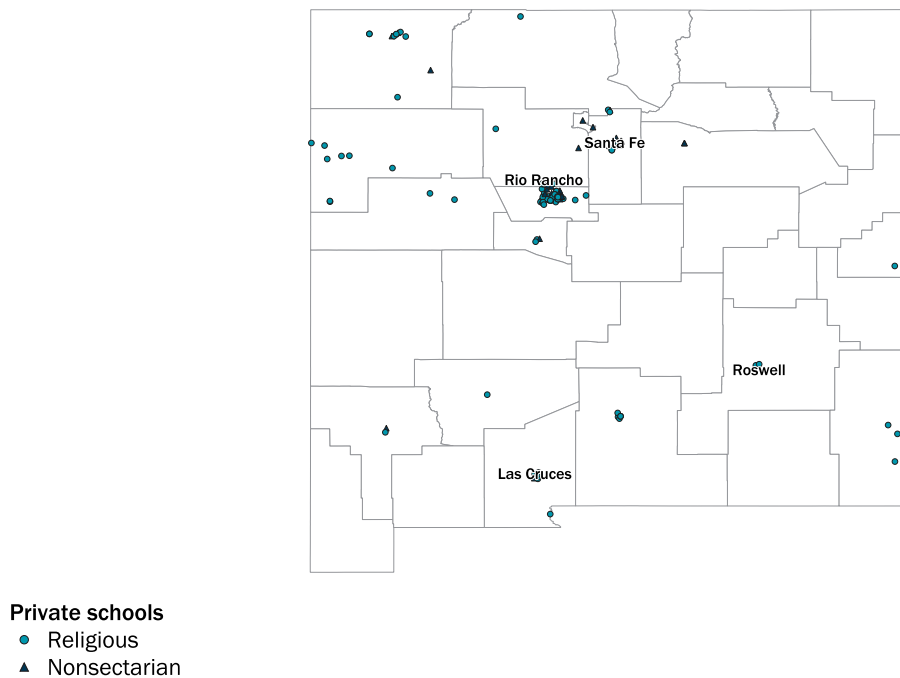 Santa Fe
Rio Rancho
Roswell
Las Cruces
Private schools
Religious
Nonsectarian